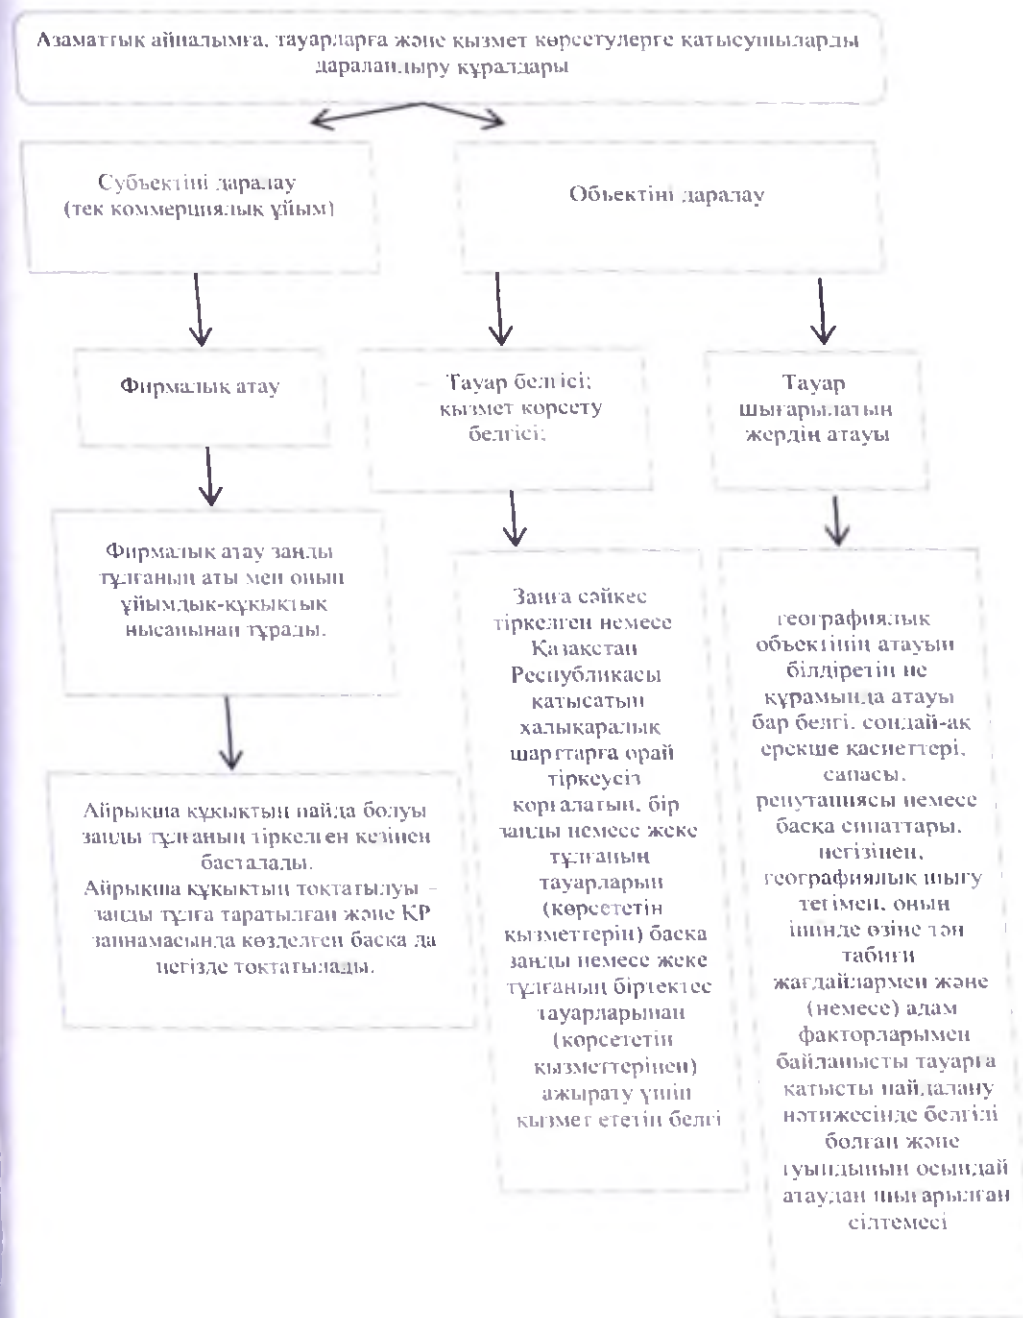 Азаматтық айналымға, тауарларға және қызмет көрсетулерге қатысушыларды
даралаңдыру құралдары
Субъектіні даралау
(тек коммерциялық ұйым)
Объектіні даралау
Фирмалық атау
– Тауар белгісі;
қызмет көрсету
белгісі;
Тауар
шығарылатын
жердің атауы
Фирмалық атау заңды
тұлғаның аты мен оның
ұйымдық-құқықтық
нысанынан тұрады.
Айрықша құқықтың пайда болуы
заңды тұлғаның тіркелген кезінен
басталады.
Айрықша құқықтың тоқтатылуы –
заңды тұлға таратылған және ҚР
заңнамасында көзделген басқа да
негізде тоқтатылады.
Заңға сәйкес
тіркелген немесе
Қазақстан
Республикасы
қатысатын
халықаралық
шарттарға орай
тіркеусіз
қорғалатын, бір
заңды немесе жеке
тұлғаның
тауарларын
(көрсететін
қызметтерін) басқа
заңды немесе жеке
тұлғаның біртектес
тауарларынан
(көрсететін
қызметтерінен)
ажырату үшін
қызмет ететін белгі
географиялық
объектінің атауын
білдіретін не
құрамында атауы
бар белгі, сондай-ақ
ерекше қасиеттері,
сапасы,
репутациясы немесе
басқа сипаттары,
негізінен,
географиялық шығу
тегімен, оның
ішінде өзіне тән
табиғи
жағдайлармен және
(немесе) адам
факторларымен
байланысты тауарға
қатысты пайдалану
нәтижесінде белгілі
болған және
туындының осындай
атаудан шығарылған
сілтемесі